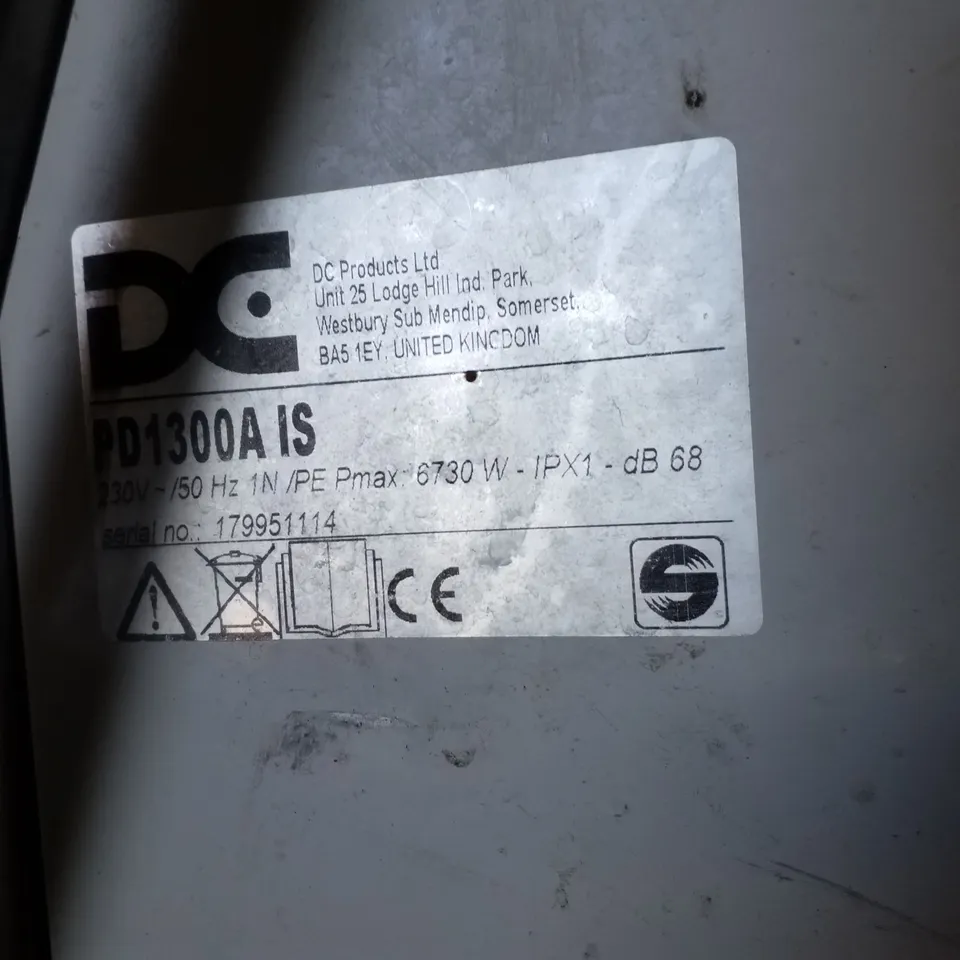 DC
DC Products Ltd
Unit 25 Lodge Hill Ind. Park,
Westbury Sub Mendip, Somerset,
BA5 1EY, UNITED KINGDOM
PD1300A IS
230V ~ /50 Hz 1N /PE Pmax: 6730 W - IPX1 - dB 68
serial no.: 179951114
CE